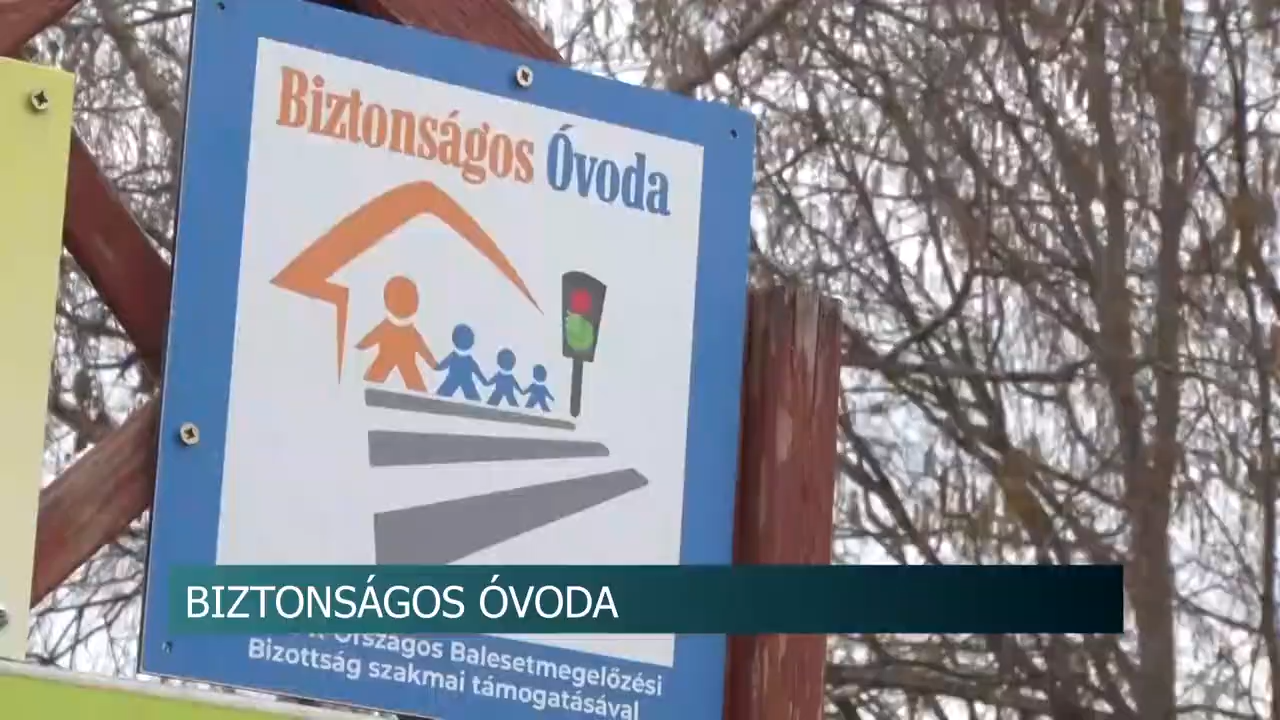 Biztonságos Óvoda
BIZTONSÁGOS ÓVODA
Országos Balesetmegelőzési
Bizottság szakmai támogatásával